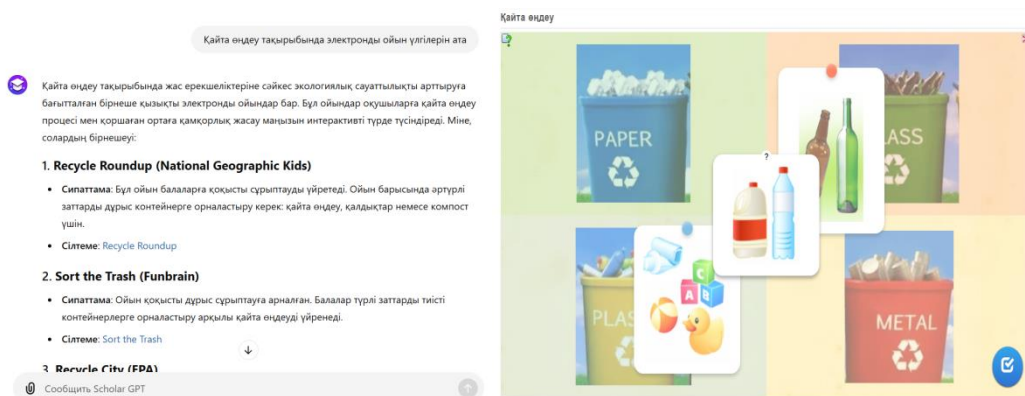 Қайта өңдеу тақырыбында электронды ойын үлгілерін ата
Қайта өңдеу тақырыбында жас ерекшеліктеріне сәйкес экологиялық сауаттылықты арттыруға
бағытталған бірнеше қызықты электронды ойындар бар. Бұл ойындар оқушыларға қайта өңдеу
процесі мен қоршаған ортаға қамқорлық жасау маңызын интерактивті түрде түсіндіреді. Міне,
солардың бірнешеуі:
1. Recycle Roundup (National Geographic Kids)
• Сипаттама: Бұл ойын балаларға қоқысты сұрыптауды үйретеді. Ойын барысында әртүрлі
заттарды дұрыс контейнерге орналастыру керек: қайта өңдеу, қалдықтар немесе компост
үшін.
• Сілтеме: Recycle Roundup
2. Sort the Trash (Funbrain)
• Сипаттама: Ойын қоқысты дұрыс сұрыптауға арналған. Балалар түрлі заттарды тиісті
контейнерлерге орналастыру арқылы қайта өңдеуді үйренеді.
• Сілтеме: Sort the Trash
3. Recycle City (EPA)
Сообщить Scholar GPT
Қайта өңдеу
PAPER
ASS
?
C
A B
PLAS
METAL